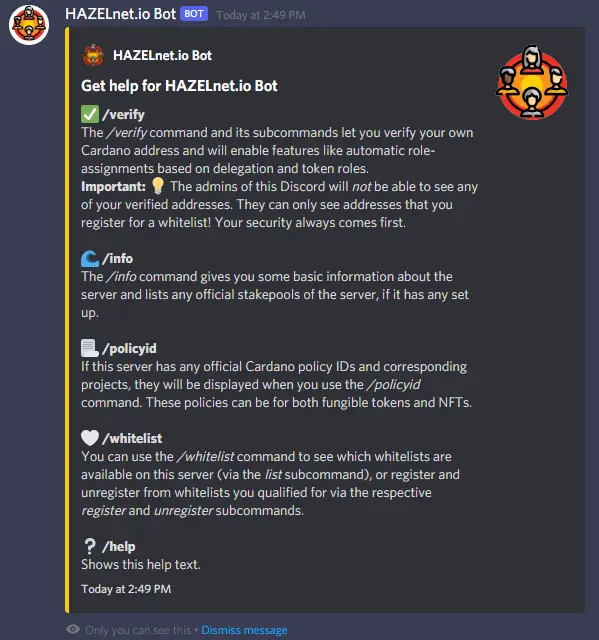 HAZELnet.io Bot BOT Today at 2:49 PM
HAZELnet.io Bot
Get help for HAZELnet.io Bot
✅ /verify
The /verify command and its subcommands let you verify your own
Cardano address and will enable features like automatic role-
assignments based on delegation and token roles.
Important: 💡 The admins of this Discord will not be able to see any
of your verified addresses. They can only see addresses that you
register for a whitelist! Your security always comes first.
🌊 /info
The /info command gives you some basic information about the
server and lists any official stakepools of the server, if it has any set
up.
📃 /policyid
If this server has any official Cardano policy IDs and corresponding
projects, they will be displayed when you use the /policyid
command. These policies can be for both fungible tokens and NFTs.
🤍 /whitelist
You can use the /whitelist command to see which whitelists are
available on this server (via the list subcommand), or register and
unregister from whitelists you qualified for via the respective
register and unregister subcommands.
❔ /help
Shows this help text.
Today at 2:49 PM
Only you can see this • Dismiss message